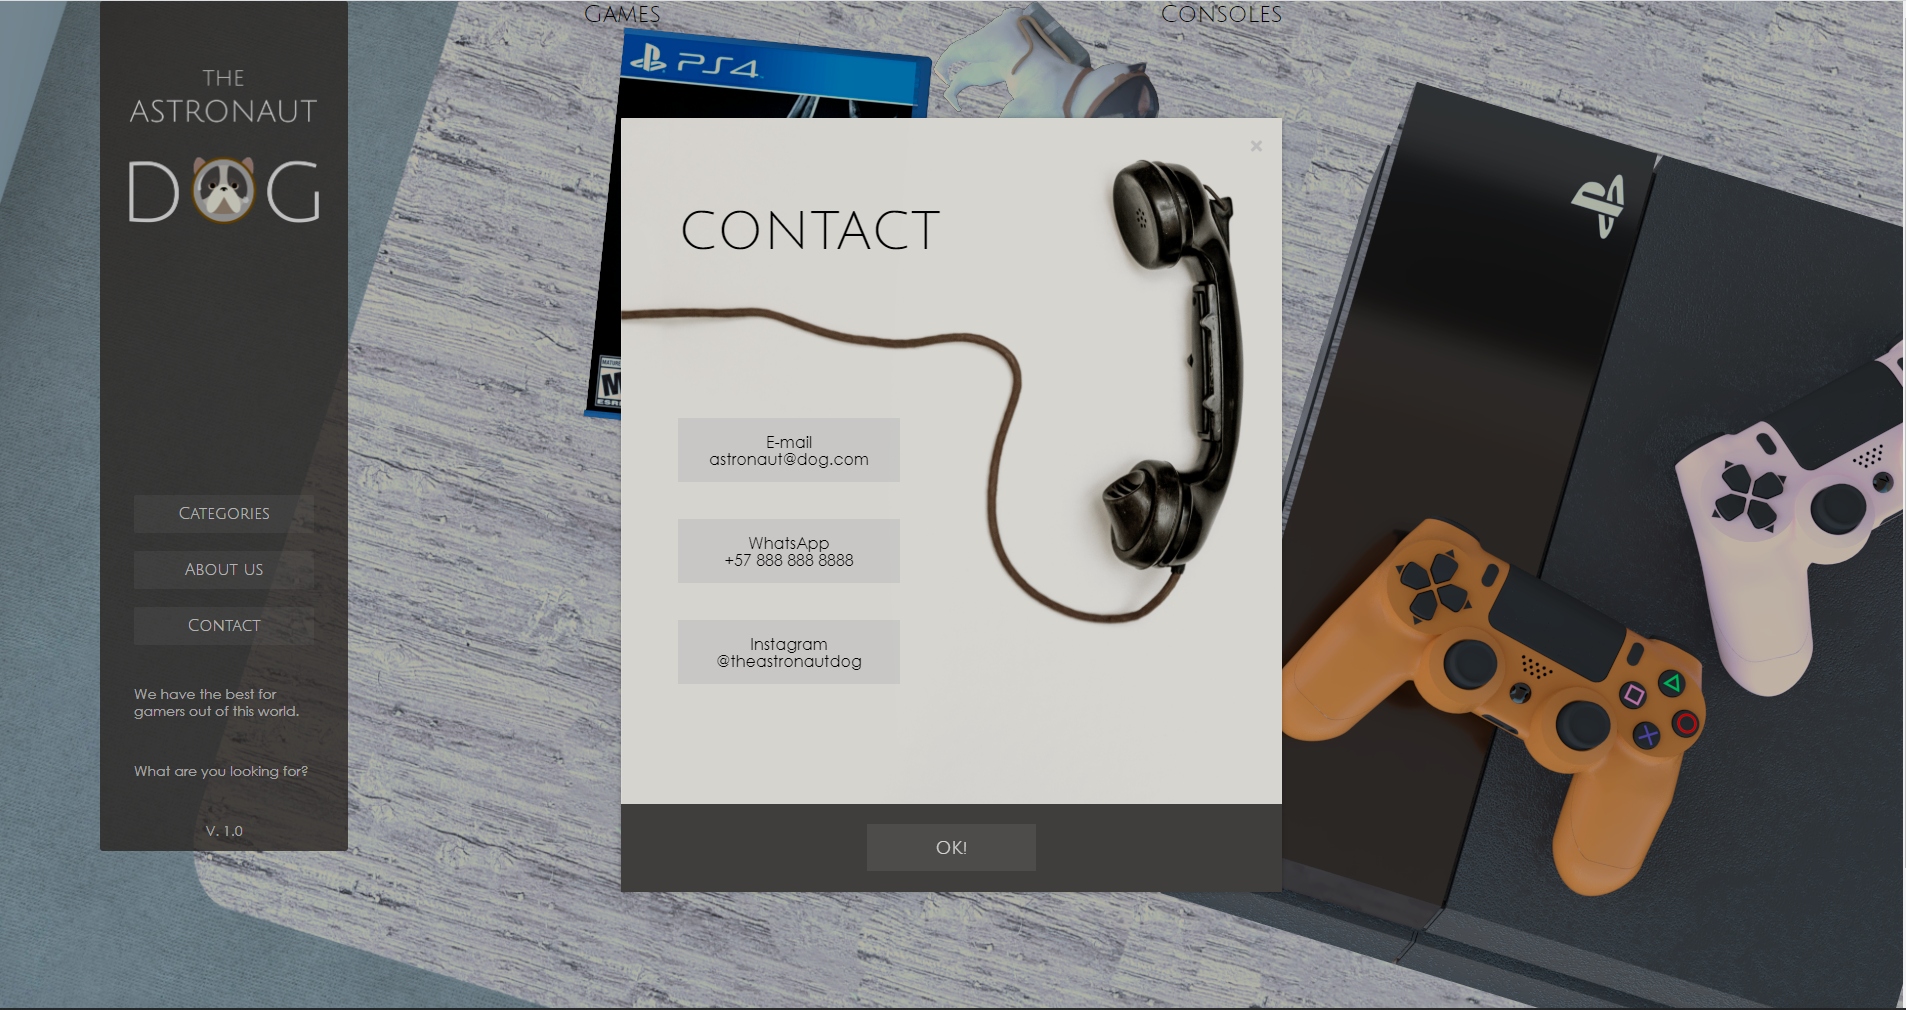 Games
Consoles
THE
ASTRONAUT
DOG
PS4
CONTACT
E-mail
astronaut@dog.com
WhatsApp
+57 888 888 8888
Instagram
@theastronautdog
OK!
Categories
About us
Contact
We have the best for
gamers out of this world.
What are you looking for?
V. 1.0